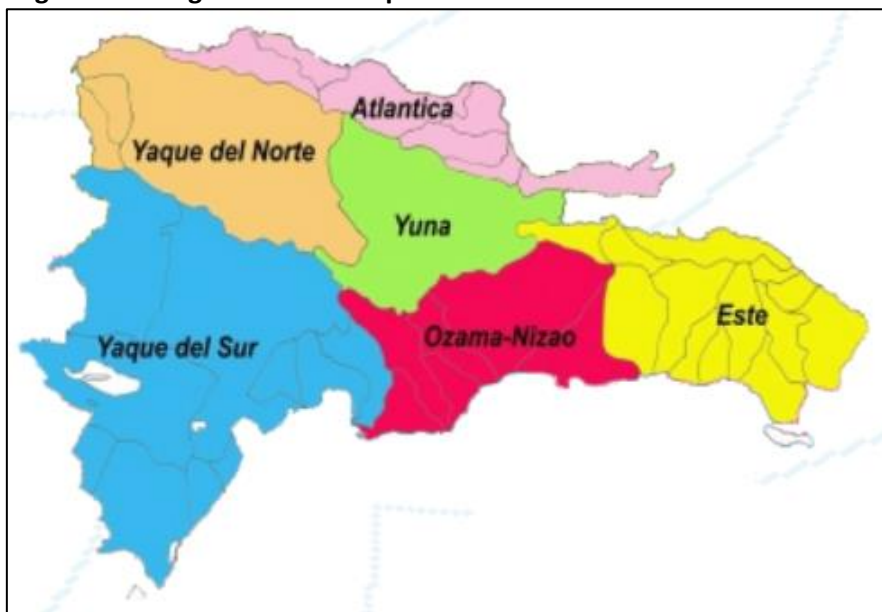 Atlantica
Yaque del Norte
Yuna
Este
Ozama-Nizao
Yaque del Sur